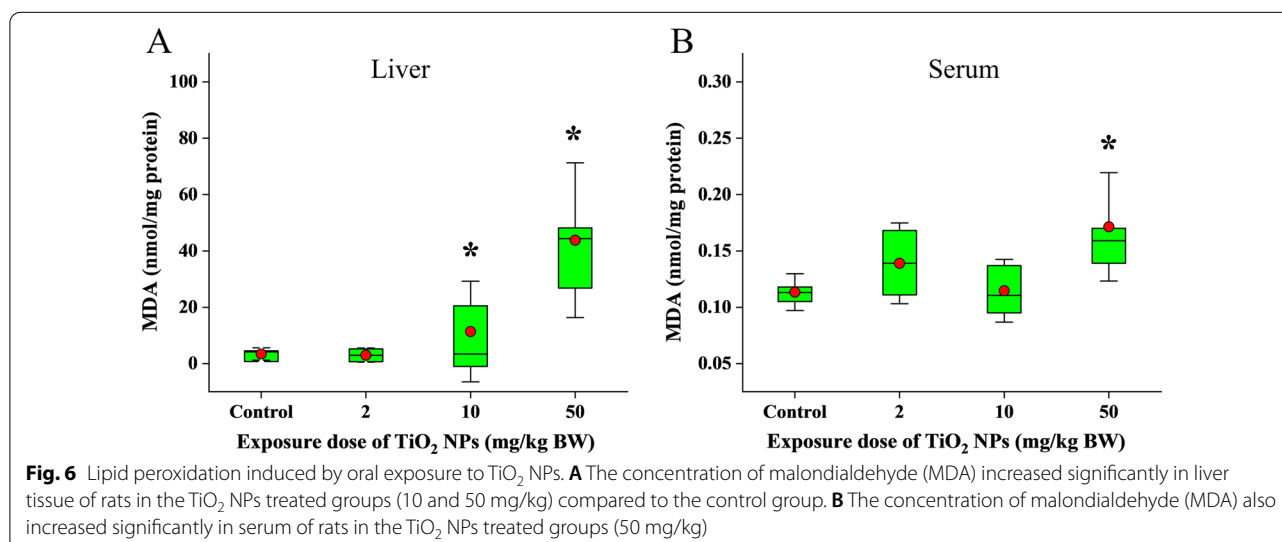 A
Liver
MDA (nmol/mg protein)
100
80
60
40
20
0
*
*
Control 2 10 50
Exposure dose of TiO₂ NPs (mg/kg BW)
B
Serum
MDA (nmol/mg protein)
0.30
0.25
0.20
0.15
0.10
0.05
*
Control 2 10 50
Exposure dose of TiO₂ NPs (mg/kg BW)
Fig. 6 Lipid peroxidation induced by oral exposure to TiO₂ NPs. A The concentration of malondialdehyde (MDA) increased significantly in liver
tissue of rats in the TiO₂ NPs treated groups (10 and 50 mg/kg) compared to the control group. B The concentration of malondialdehyde (MDA) also
increased significantly in serum of rats in the TiO₂ NPs treated groups (50 mg/kg)